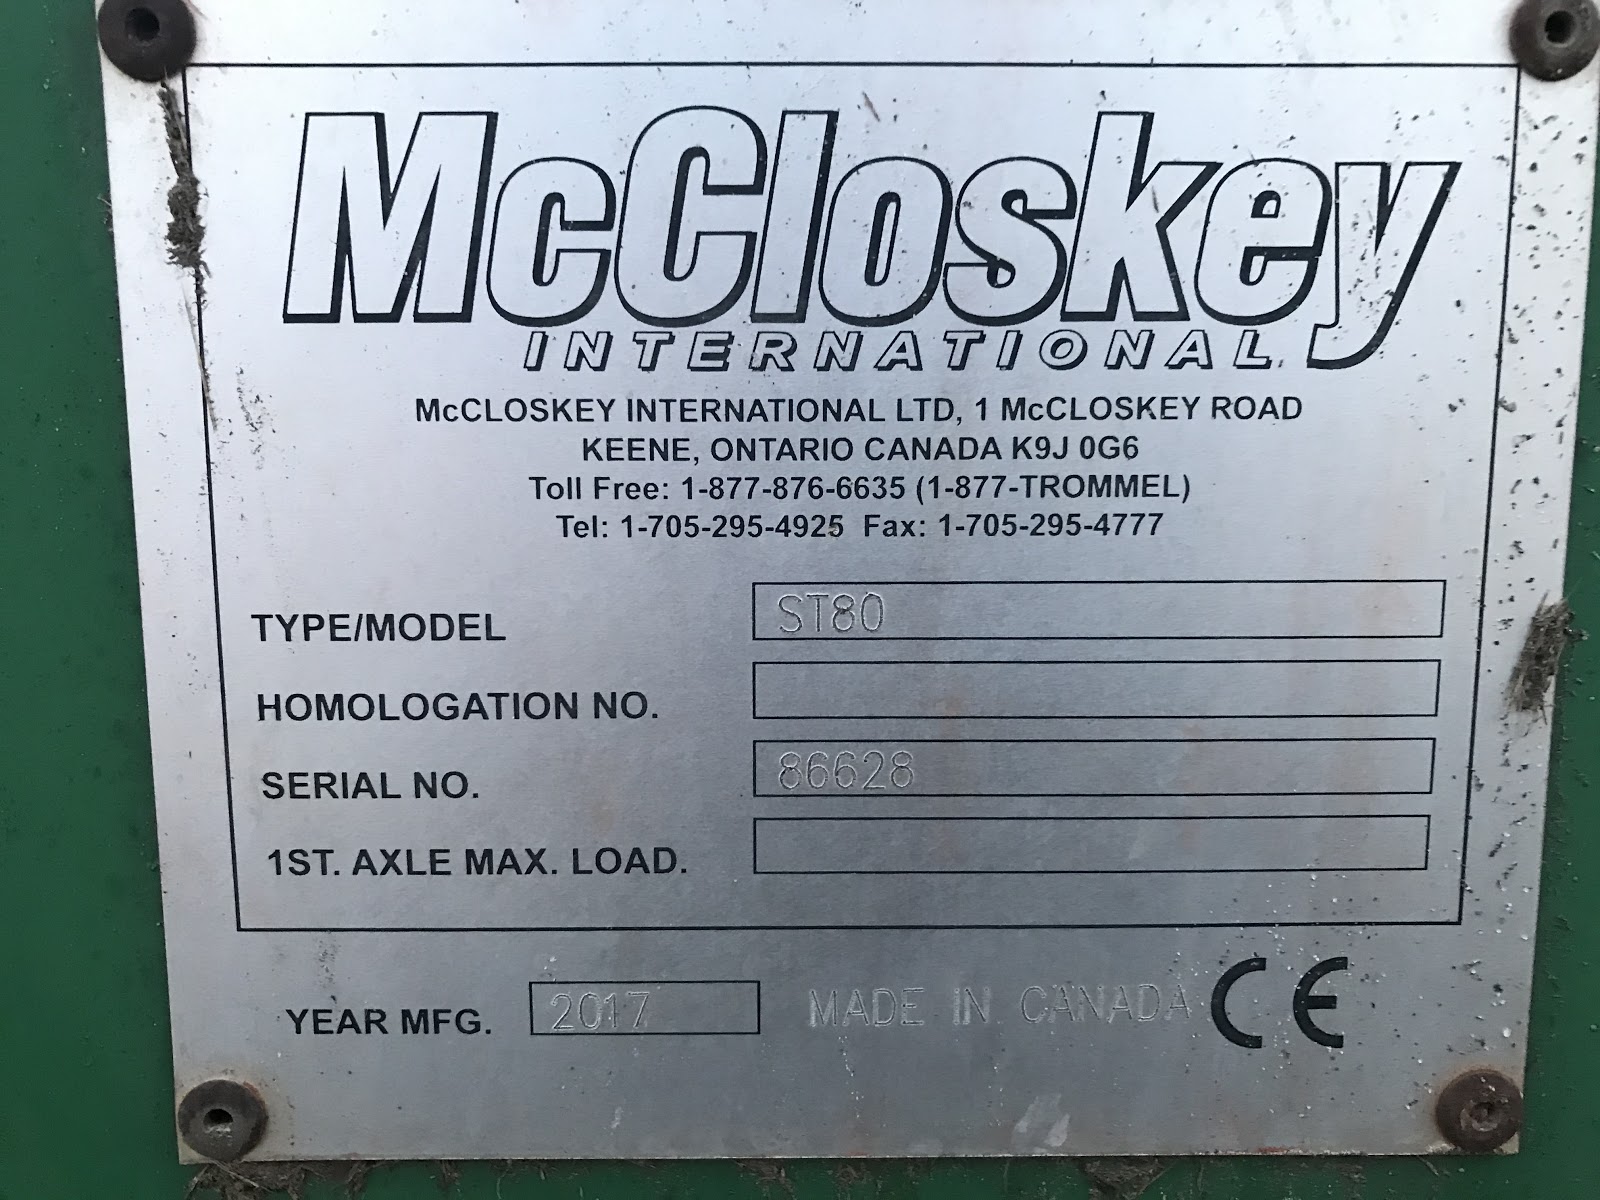 McCloskey
INTERNATIONAL
McCLOSKEY INTERNATIONAL LTD, 1 McCLOSKEY ROAD
KEENE, ONTARIO CANADA K9J 0G6
Toll Free: 1-877-876-6635 (1-877-TROMMEL)
Tel: 1-705-295-4925 Fax: 1-705-295-4777
TYPE/MODEL ST80
HOMOLOGATION NO.
SERIAL NO. 86628
1ST. AXLE MAX. LOAD.
YEAR MFG. 2017 MADE IN CANADA CE